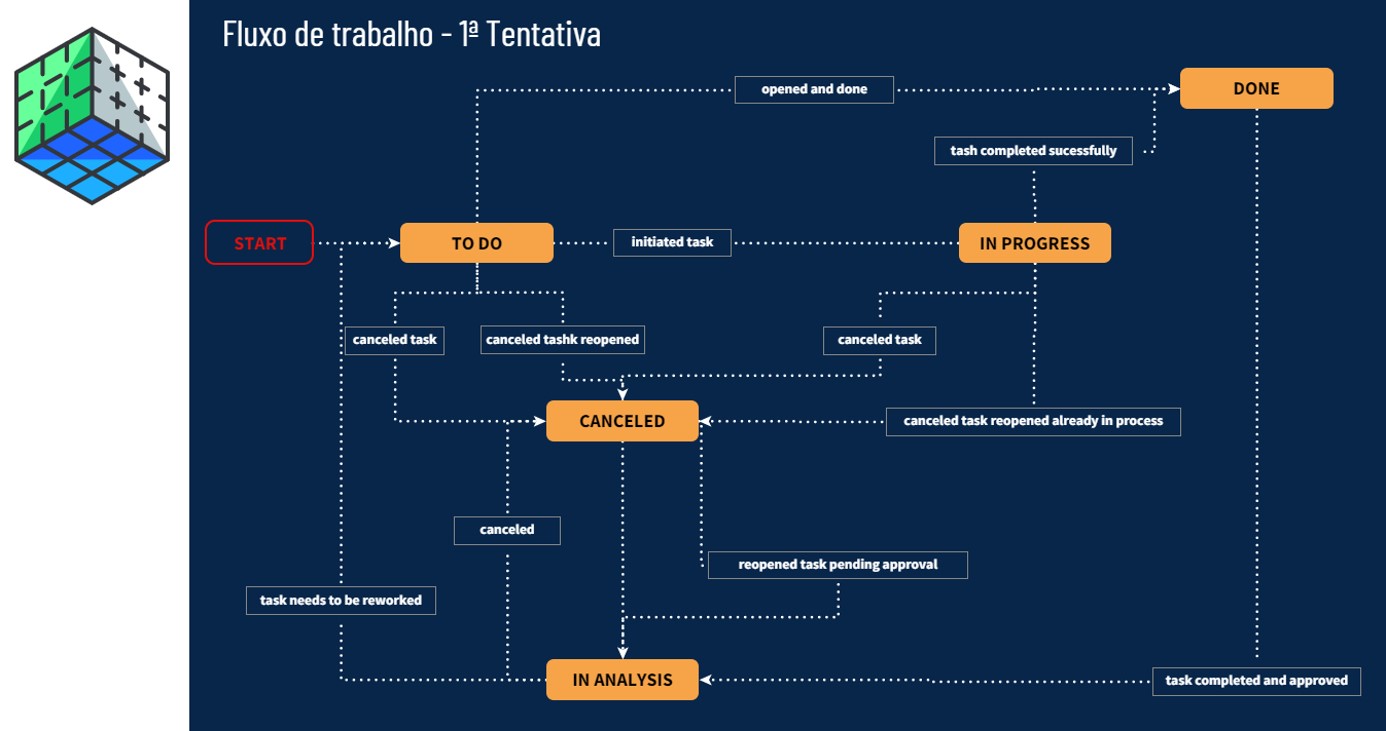 Fluxo de trabalho - 1ª Tentativa
opened and done
DONE
tash completed sucessfully
START
TO DO
initiated task
IN PROGRESS
canceled task
canceled tashk reopened
canceled task
CANCELED
canceled task reopened already in process
canceled
reopened task pending approval
task needs to be reworked
IN ANALYSIS
task completed and approved